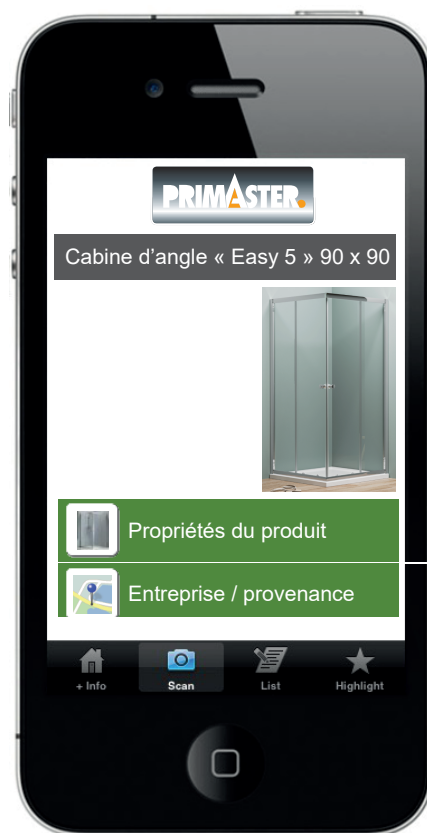 PRIMASTER
Cabine d’angle « Easy 5 » 90 x 90
Propriétés du produit
Entreprise / provenance
+ Info
Scan
List
Highlight